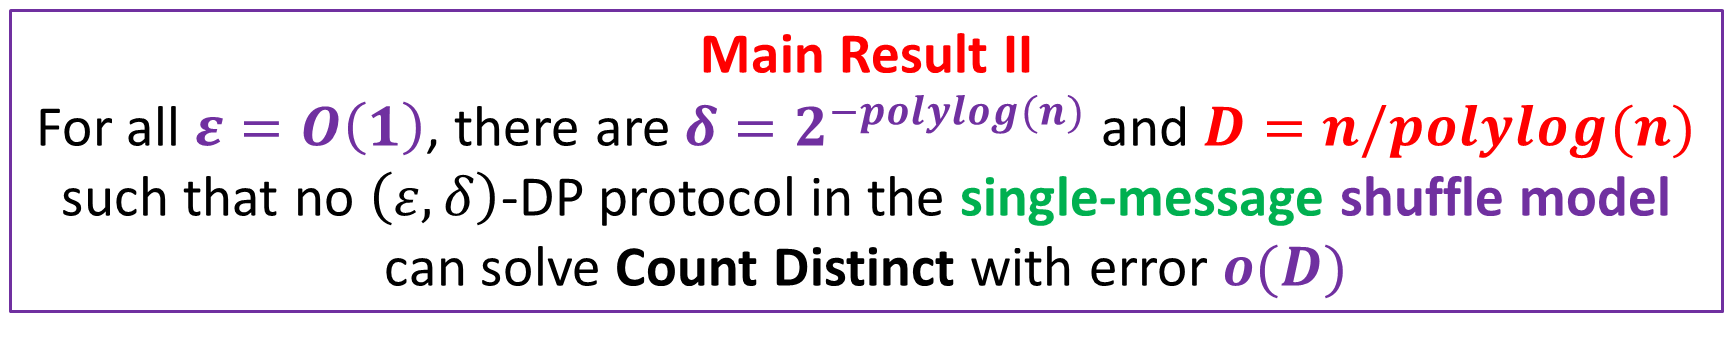 Main Result II
For all ε = O(1), there are δ = 2^{-polylog(n)} and D = n/polylog(n)
such that no (ε, δ)-DP protocol in the single-message shuffle model
can solve Count Distinct with error o(D)